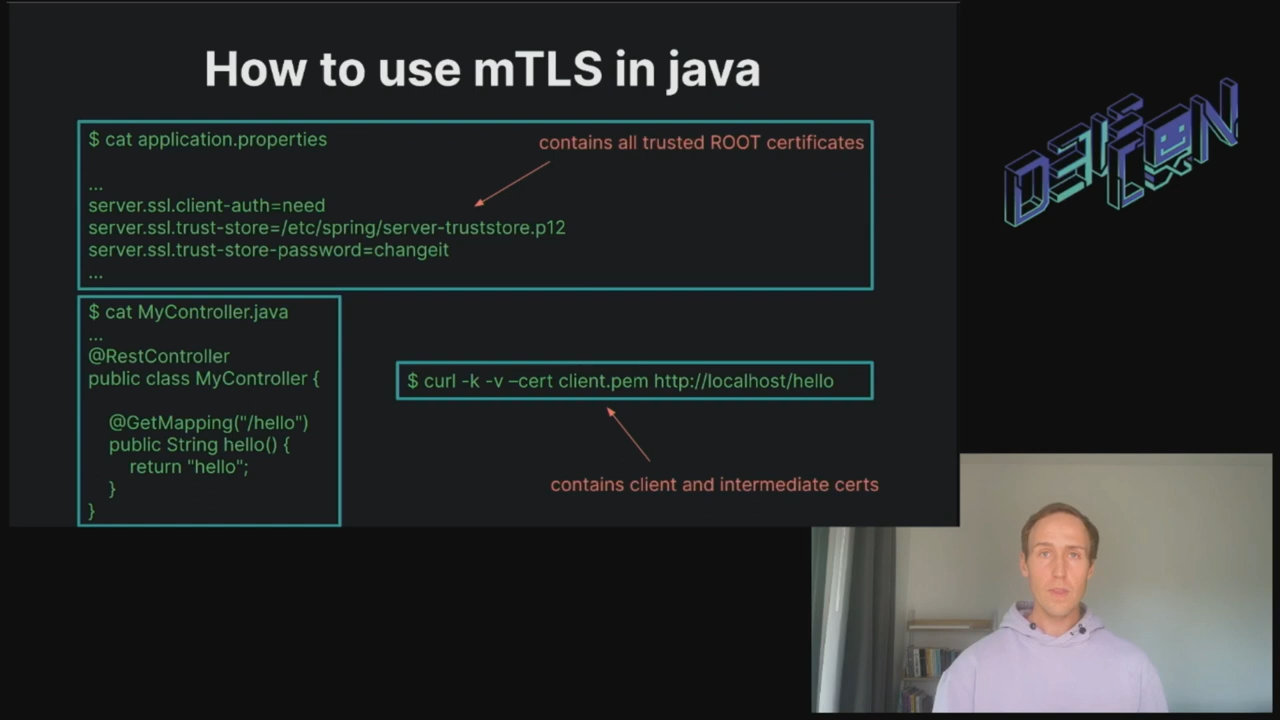 How to use mTLS in java
$ cat application.properties
contains all trusted ROOT certificates
...
server.ssl.client-auth=need
server.ssl.trust-store=/etc/spring/server-truststore.p12
server.ssl.trust-store-password=changeit
...
$ cat MyController.java
...
@RestController
public class MyController {
@GetMapping("/hello")
public String hello() {
return "hello";
}
}
$ curl -k -v –cert client.pem http://localhost/hello
contains client and intermediate certs
DEVS
CON